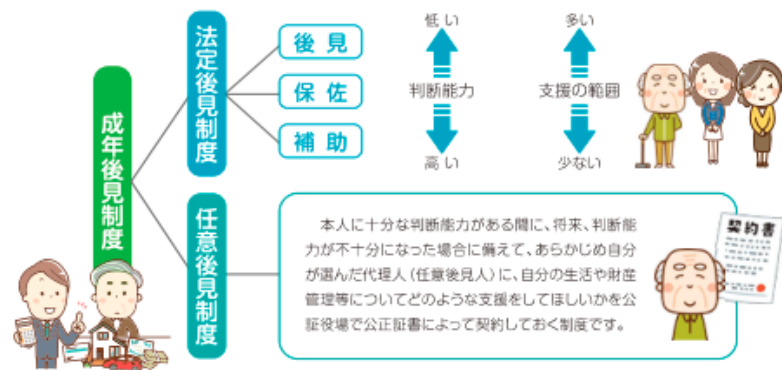 成年後見制度
法定後見制度
後見
保佐
補助
低い
判断能力
高い
多い
支援の範囲
少ない
任意後見制度
本人に十分な判断能力がある間に、将来、判断能
力が不十分になった場合に備えて、あらかじめ自分
が選んだ代理人（任意後見人）に、自分の生活や財産
管理等についてどのような支援をしてほしいかを公
証役場で公正証書によって契約しておく制度です。
契約書